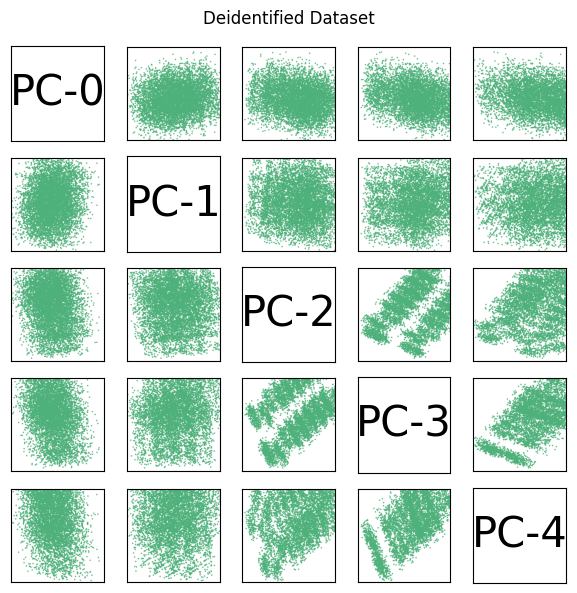 Deidentified Dataset
PC-0
PC-1
PC-2
PC-3
PC-4